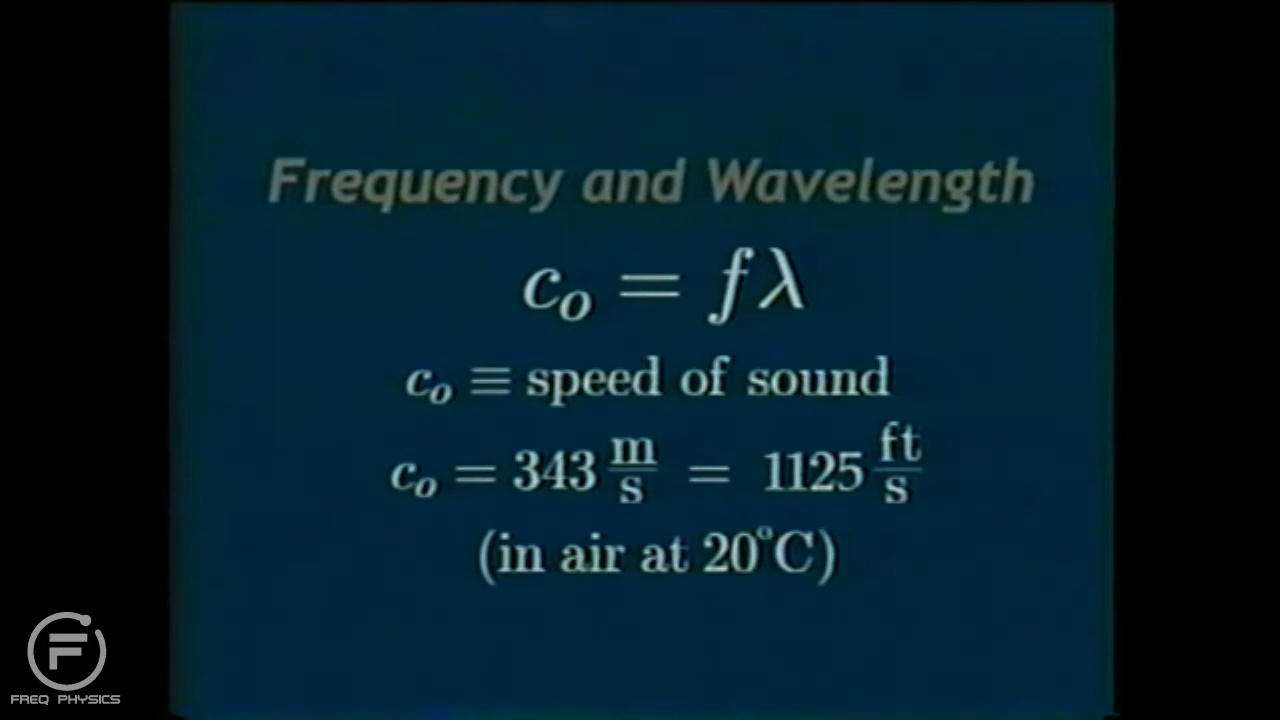 Frequency and Wavelength
c₀ = fλ
c₀ ≡ speed of sound
c₀ = 343 m/s = 1125 ft/s
(in air at 20°C)
F
FREQ PHYSICS